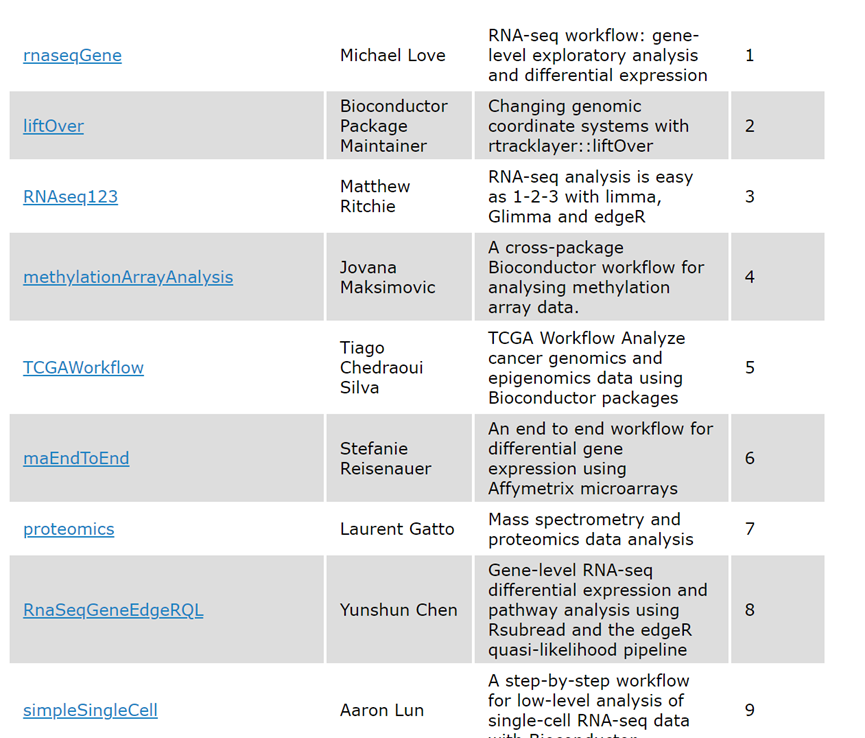 rnaseqGene
Michael Love
RNA-seq workflow: gene-
level exploratory analysis
and differential expression
1
liftOver
Bioconductor
Package
Maintainer
Changing genomic
coordinate systems with
rtracklayer::liftOver
2
RNAseq123
Matthew
Ritchie
RNA-seq analysis is easy
as 1-2-3 with limma,
Glimma and edgeR
3
methylationArrayAnalysis
Jovana
Maksimovic
A cross-package
Bioconductor workflow for
analysing methylation
array data.
4
TCGAWorkflow
Tiago
Chedraoui
Silva
TCGA Workflow Analyze
cancer genomics and
epigenomics data using
Bioconductor packages
5
maEndToEnd
Stefanie
Reisenauer
An end to end workflow for
differential gene
expression using
Affymetrix microarrays
6
proteomics
Laurent Gatto
Mass spectrometry and
proteomics data analysis
7
RnaSeqGeneEdgeRQL
Yunshun Chen
Gene-level RNA-seq
differential expression and
pathway analysis using
Rsubread and the edgeR
quasi-likelihood pipeline
8
simpleSingleCell
Aaron Lun
A step-by-step workflow
for low-level analysis of
single-cell RNA-seq data
with Bioconductor
9